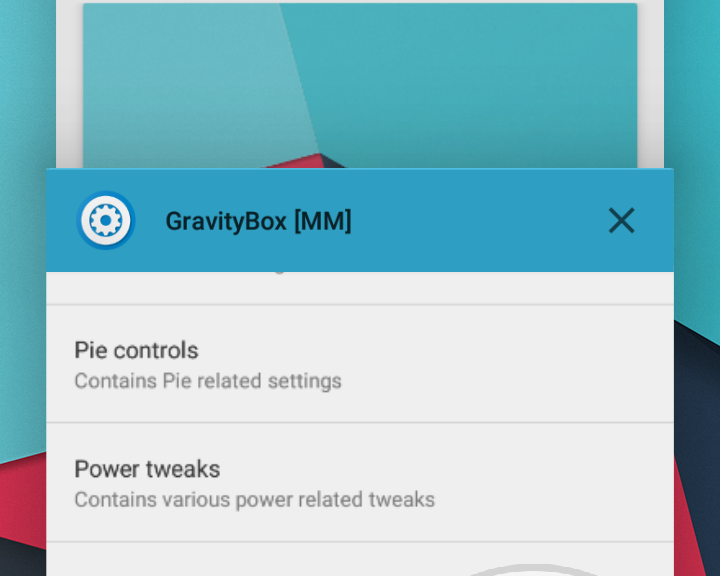 GravityBox [MM]
Pie controls
Contains Pie related settings
Power tweaks
Contains various power related tweaks